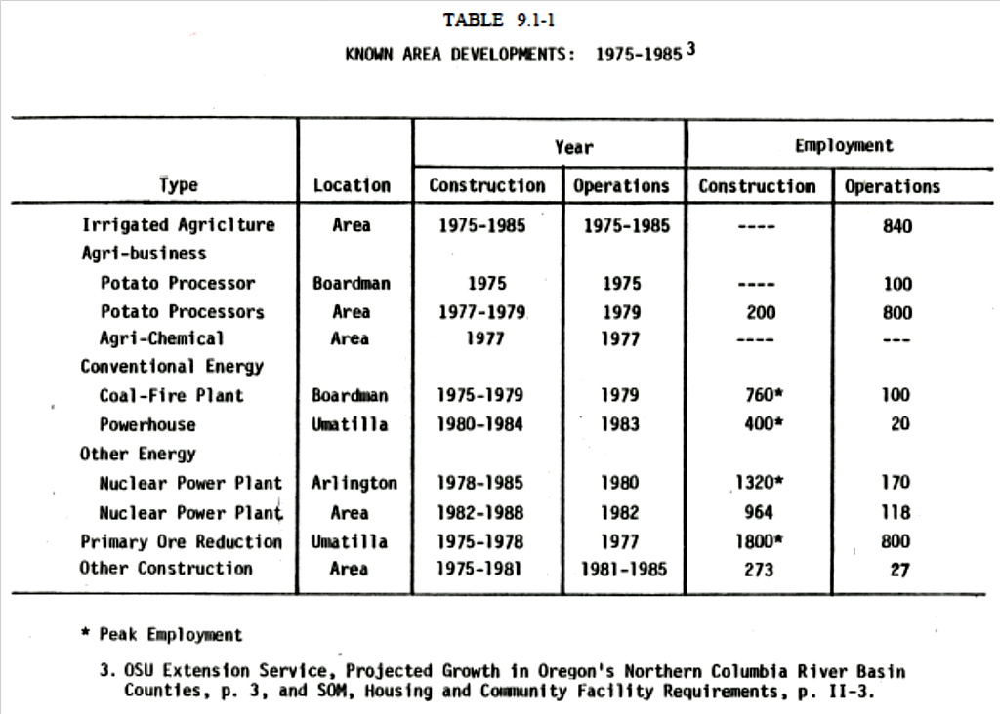 TABLE 9.1-1
KNOWN AREA DEVELOPMENTS: 1975-1985 3
Year Employment
Type Location Construction Operations Construction Operations
Irrigated Agriclture Area 1975-1985 1975-1985 ---- 840
Agri-business
Potato Processor Boardman 1975 1975 ---- 100
Potato Processors Area 1977-1979 1979 200 800
Agri-Chemical Area 1977 1977 ---- ---
Conventional Energy
Coal-Fire Plant Boardman 1975-1979 1979 760* 100
Powerhouse Umatilla 1980-1984 1983 400* 20
Other Energy
Nuclear Power Plant Arlington 1978-1985 1980 1320* 170
Nuclear Power Plant Area 1982-1988 1982 964 118
Primary Ore Reduction Umatilla 1975-1978 1977 1800* 800
Other Construction Area 1975-1981 1981-1985 273 27
* Peak Employment
3. OSU Extension Service, Projected Growth in Oregon's Northern Columbia River Basin
Counties, p. 3, and SOM, Housing and Community Facility Requirements, p. II-3.